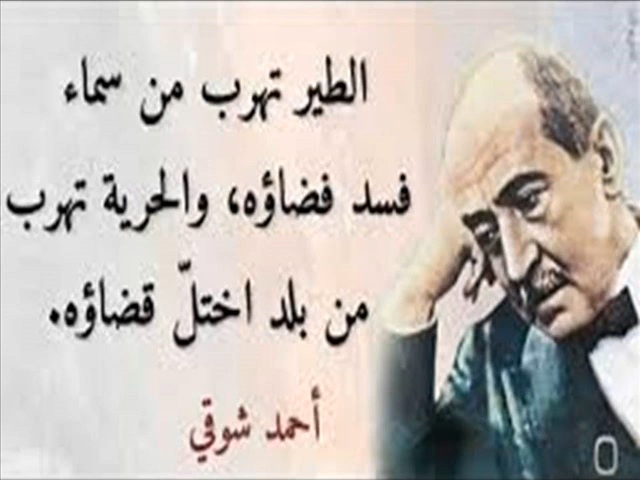 الطير تهرب من سماء
فسد فضاؤه، والحرية تهرب
من بلد اختلّ قضاؤه.
أحمد شوقي